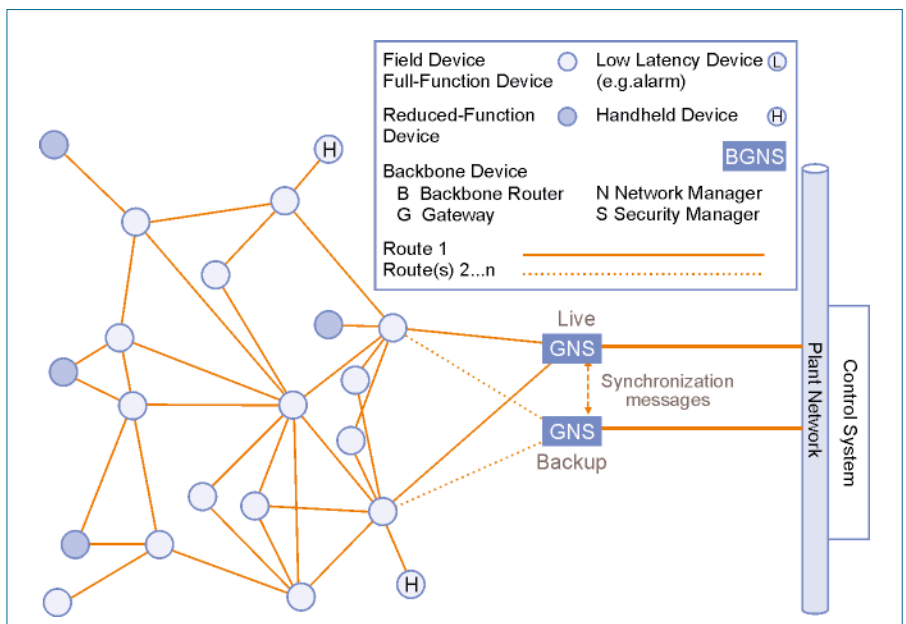 Field Device
Full-Function Device
Low Latency Device L
(e.g.alarm)
Reduced-Function
Device
Handheld Device H
BGNS
Backbone Device
B Backbone Router
G Gateway
N Network Manager
S Security Manager
Route 1
Route(s) 2...n
H
Live
GNS
Synchronization
messages
GNS
Backup
H
Plant Network
Control System